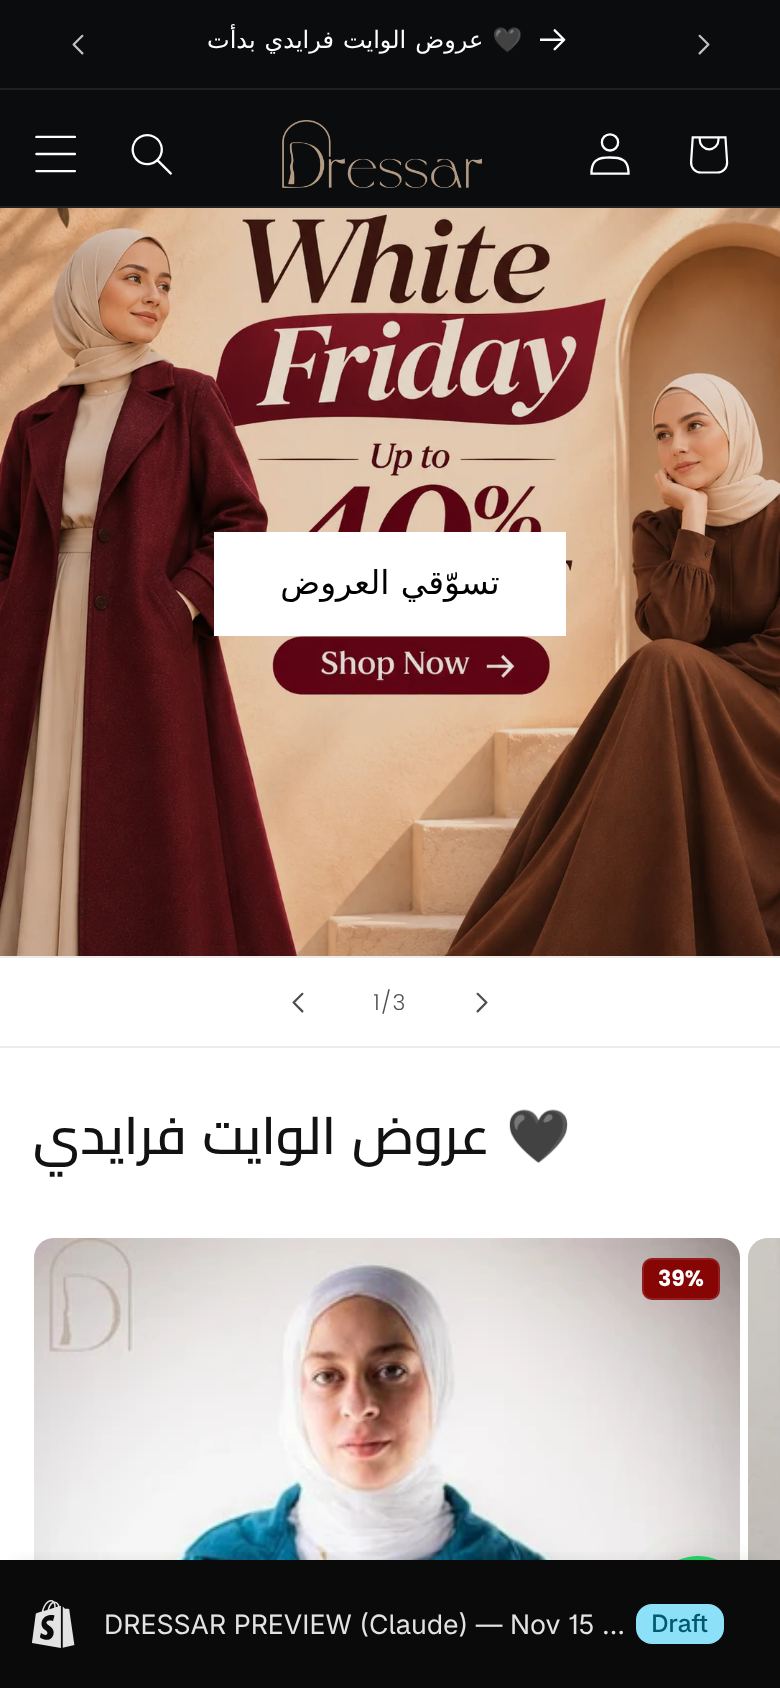 عروض الوايت فرايدي بدأت 🖤 →
Dressar
White
Friday
Up to
40%
تسوّقي العروض
Shop Now →
1/3
عروض الوايت فرايدي 🖤
D
39%
DRESSAR PREVIEW (Claude) — Nov 15 ...
Draft